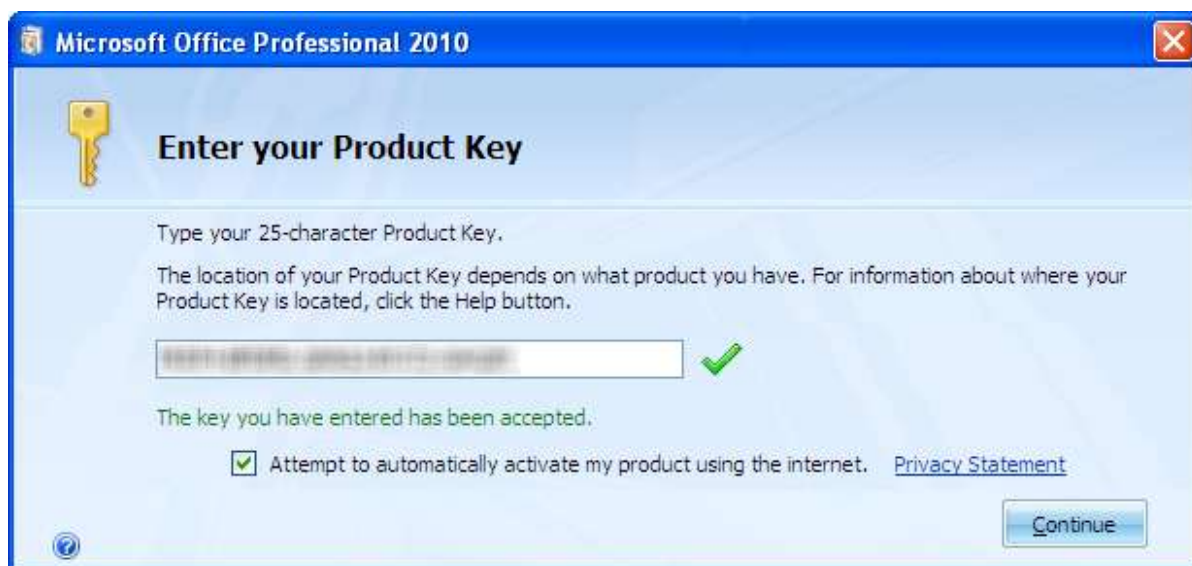 Microsoft Office Professional 2010
Enter your Product Key
Type your 25-character Product Key.
The location of your Product Key depends on what product you have. For information about where your
Product Key is located, click the Help button.
The key you have entered has been accepted.
Attempt to automatically activate my product using the internet. Privacy Statement
Continue